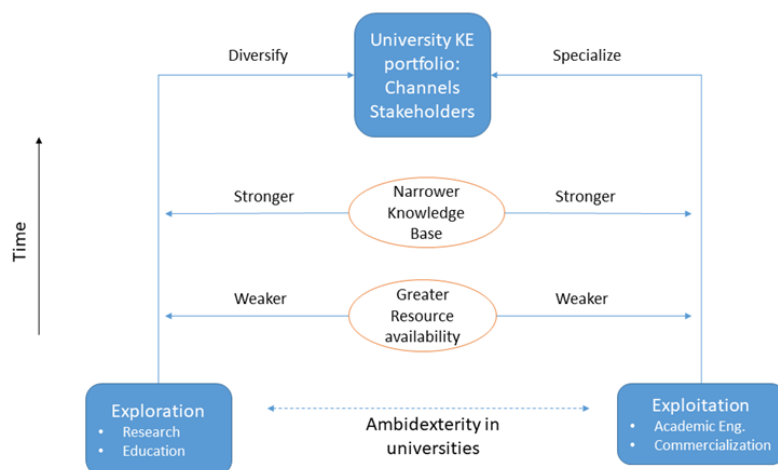 Diversify
University KE
portfolio:
Channels
Stakeholders
Specialize
Time
Stronger
Narrower
Knowledge
Base
Stronger
Weaker
Greater
Resource
availability
Weaker
Exploration
• Research
• Education
Ambidexterity in
universities
Exploitation
• Academic Eng.
• Commercialization